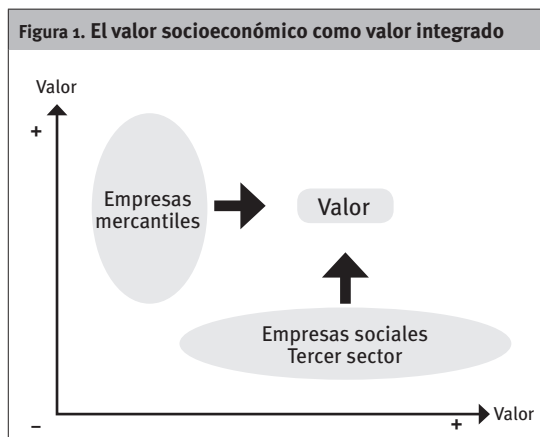 Figura 1. El valor socioeconómico como valor integrado
Valor
+
Empresas
mercantiles
Valor
Empresas sociales
Tercer sector
–
+
Valor